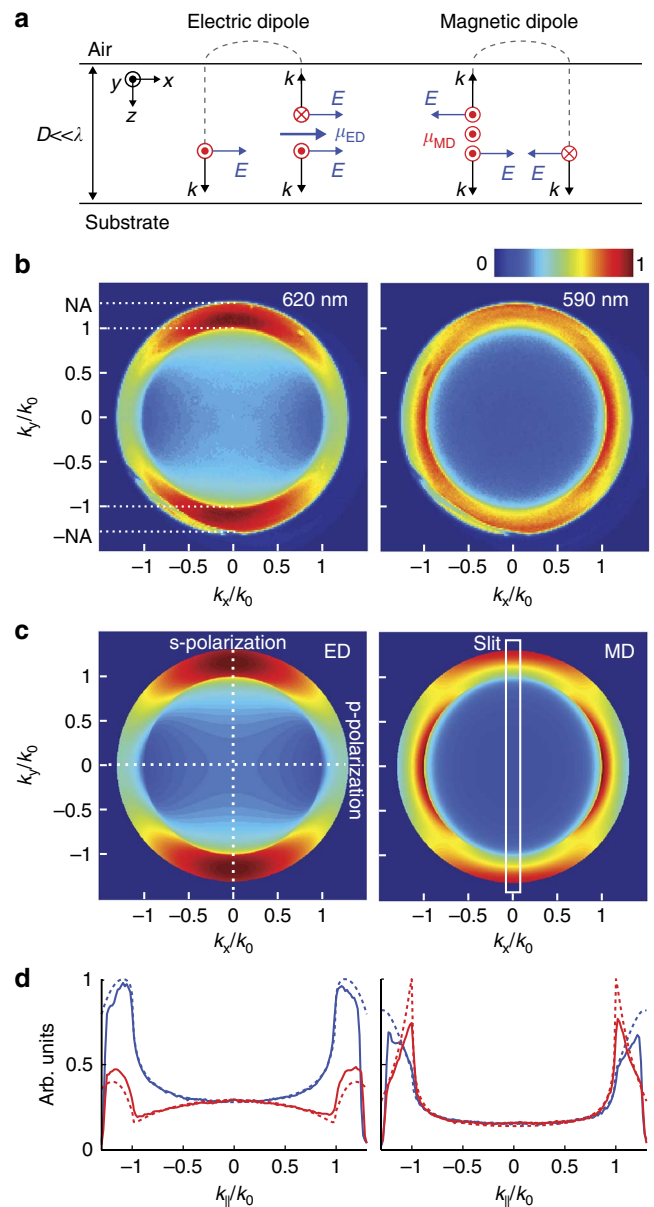 a
Electric dipole
Magnetic dipole
Air
y
x
z
D<<λ
k
E
μED
E
E
k
k
k
E
μMD
E
E
k
k
Substrate
b
0
1
620 nm
590 nm
NA
1
0.5
0
−0.5
−1
−NA
ky/k0
−1 −0.5 0 0.5 1
kx/k0
−1 −0.5 0 0.5 1
kx/k0
c
s-polarization
ED
p-polarization
Slit
MD
1
0.5
0
−0.5
−1
ky/k0
−1 −0.5 0 0.5 1
kx/k0
−1 −0.5 0 0.5 1
kx/k0
d
1
0.5
0
Arb. units
−1 −0.5 0 0.5 1
k||/k0
−1 −0.5 0 0.5 1
k||/k0